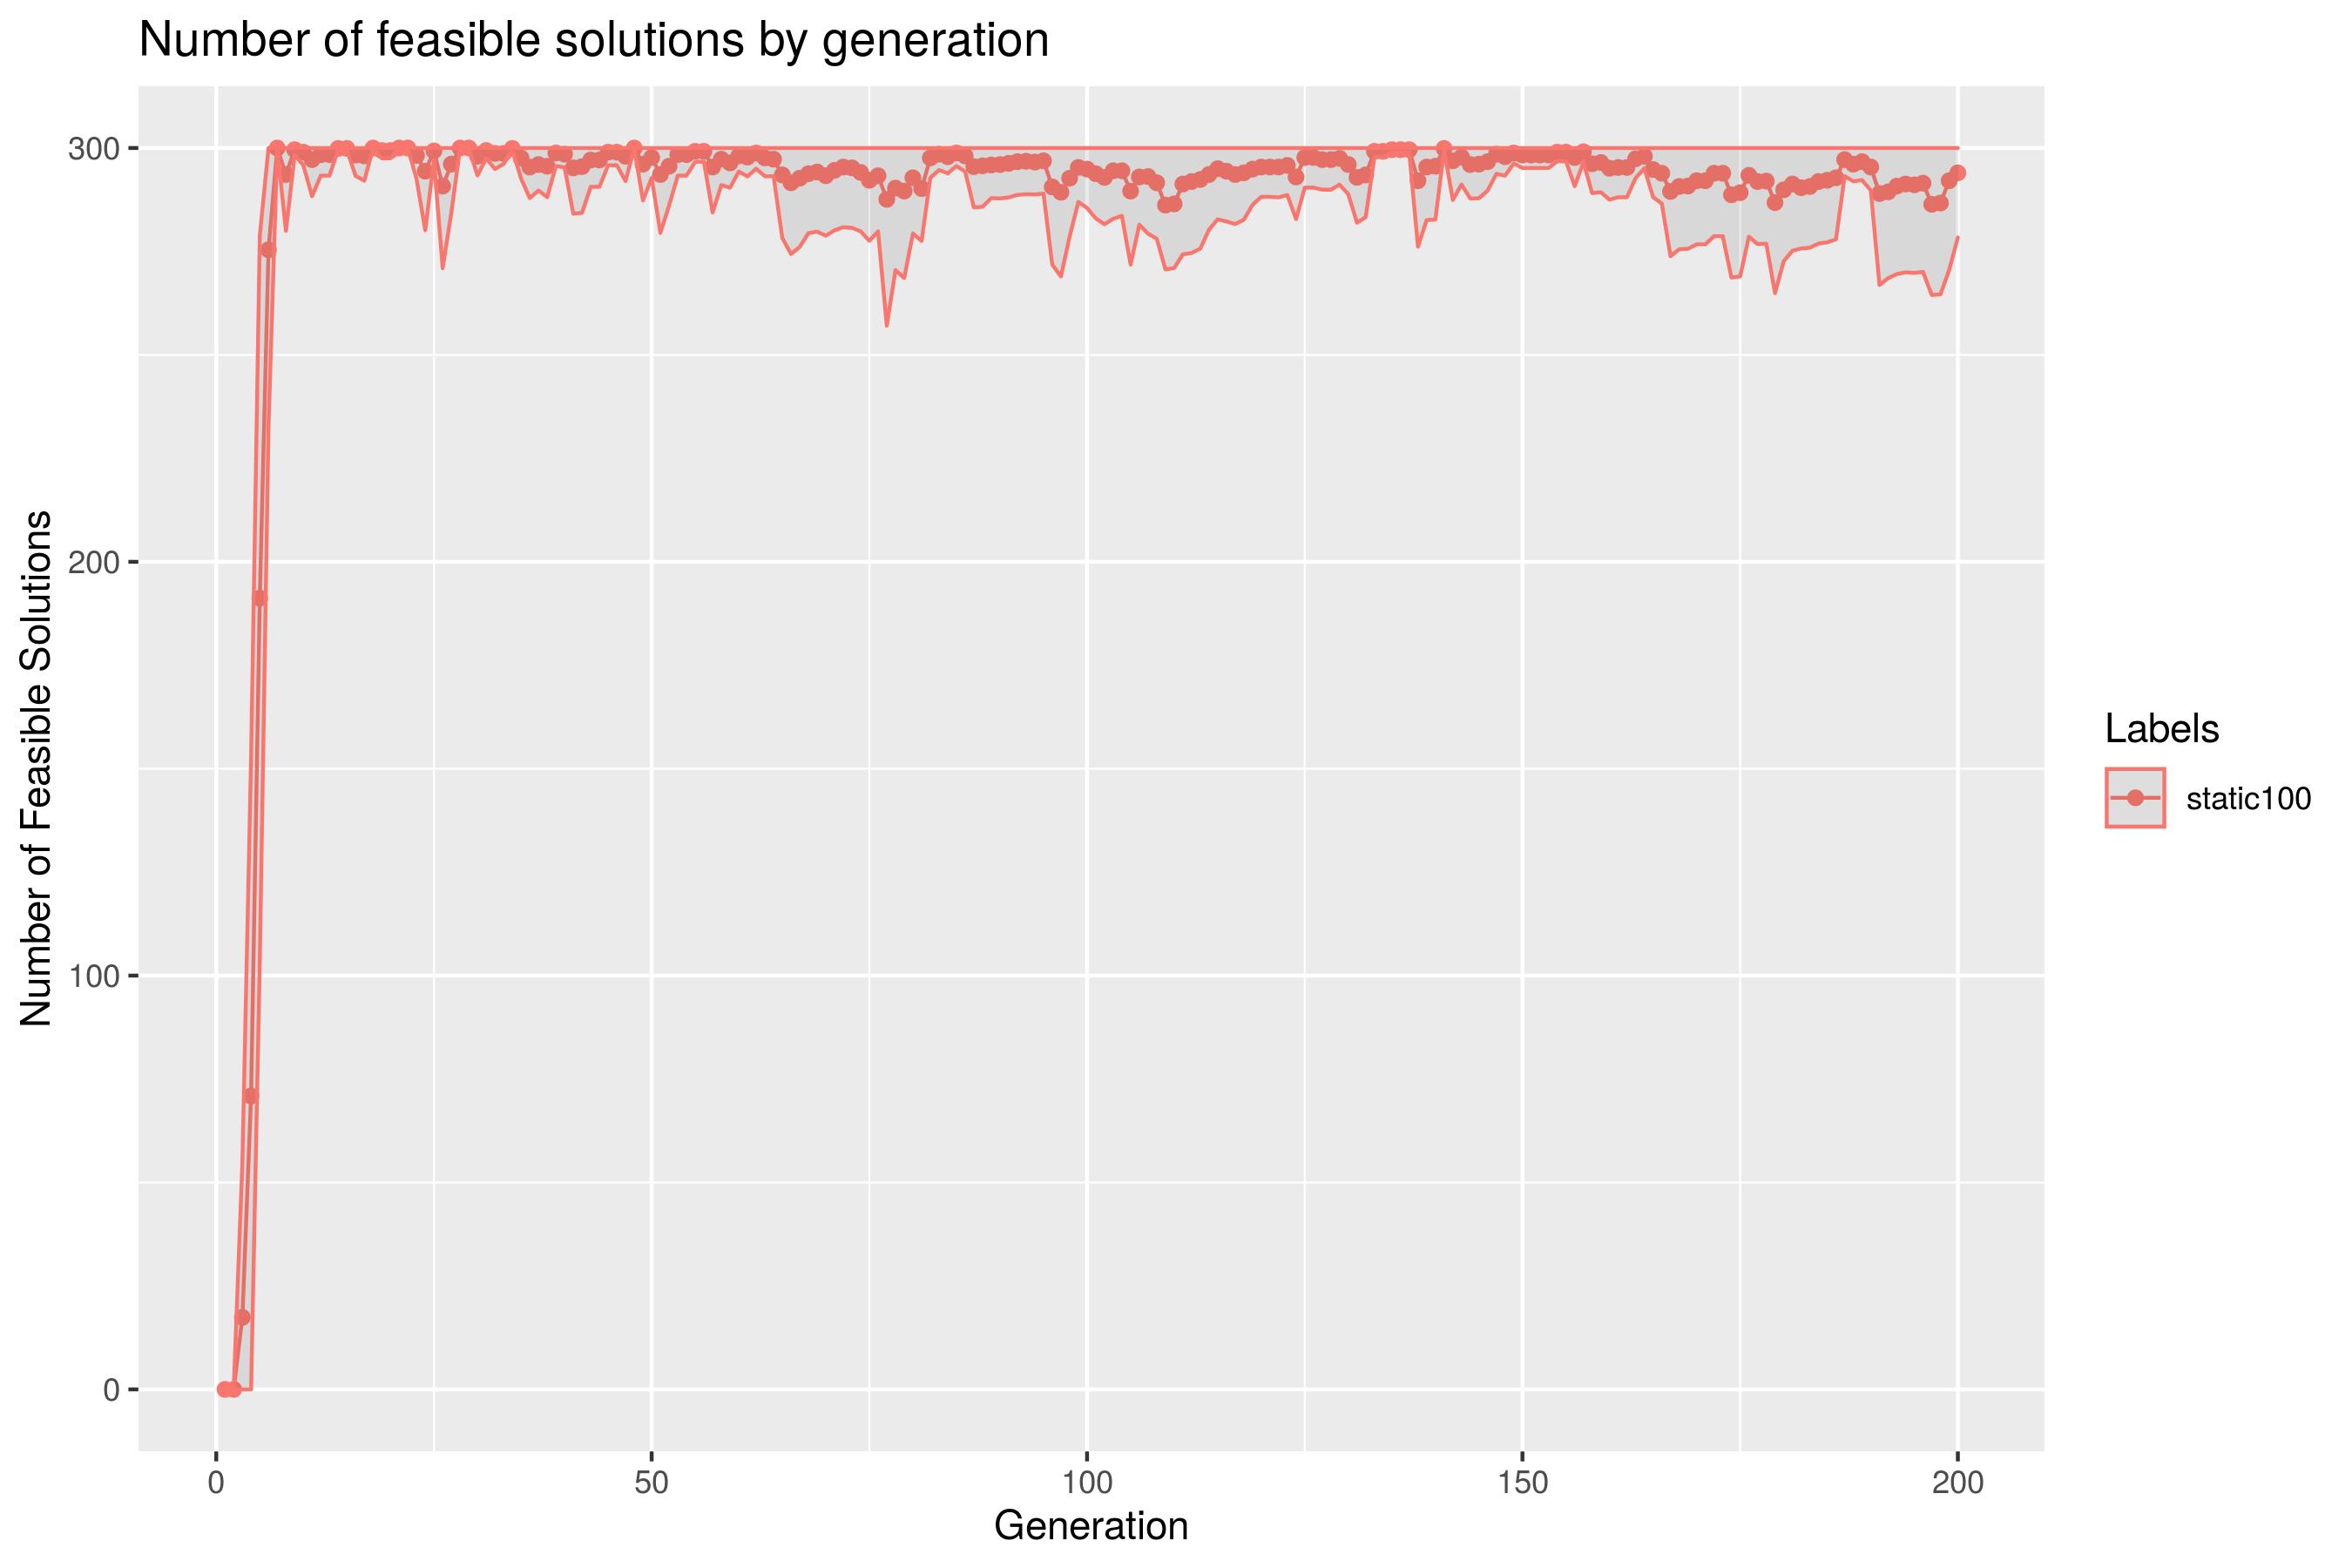 Number of feasible solutions by generation
300
200
100
0
Number of Feasible Solutions
0 50 100 150 200
Generation
Labels
static100